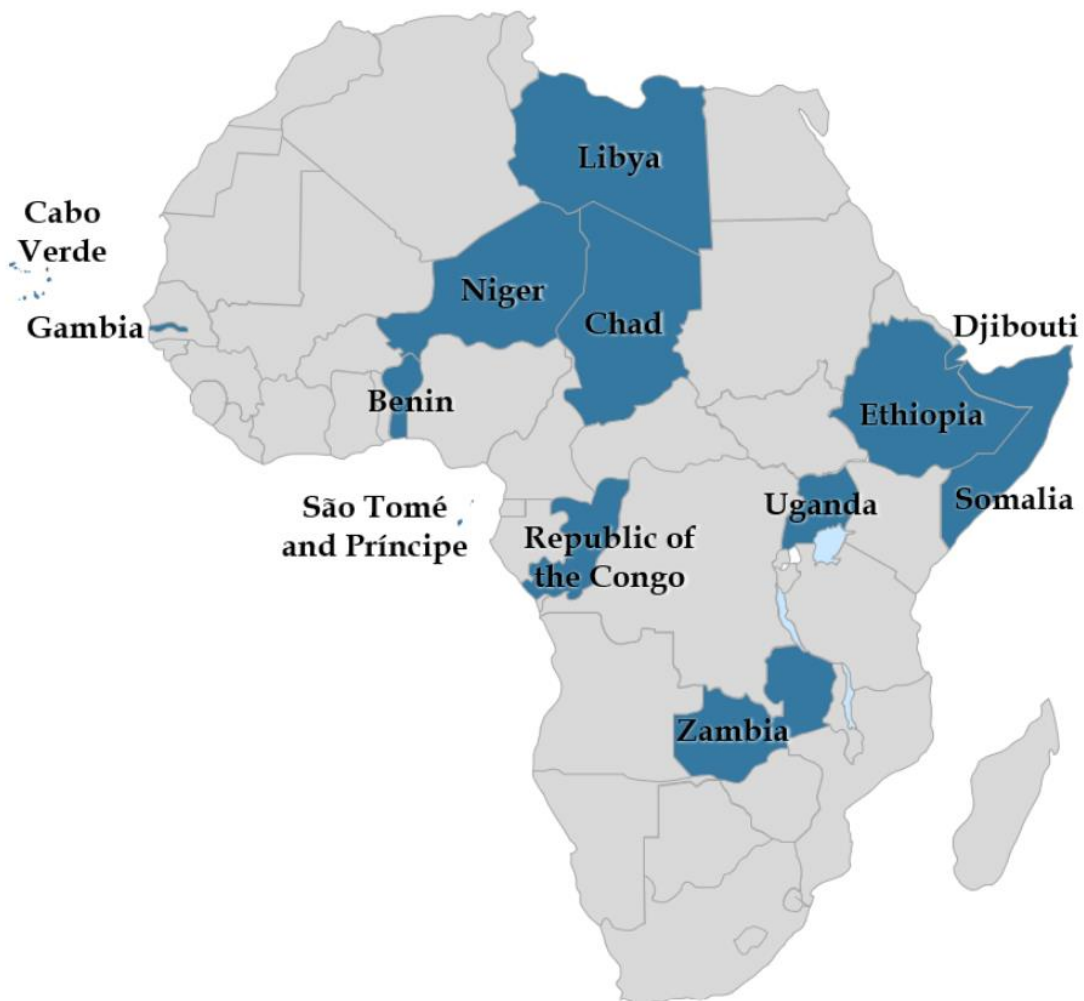 Libya
Cabo
Verde
Niger
Gambia
Chad
Djibouti
Benin
Ethiopia
São Tomé
and Príncipe
Uganda
Somalia
Republic of
the Congo
Zambia